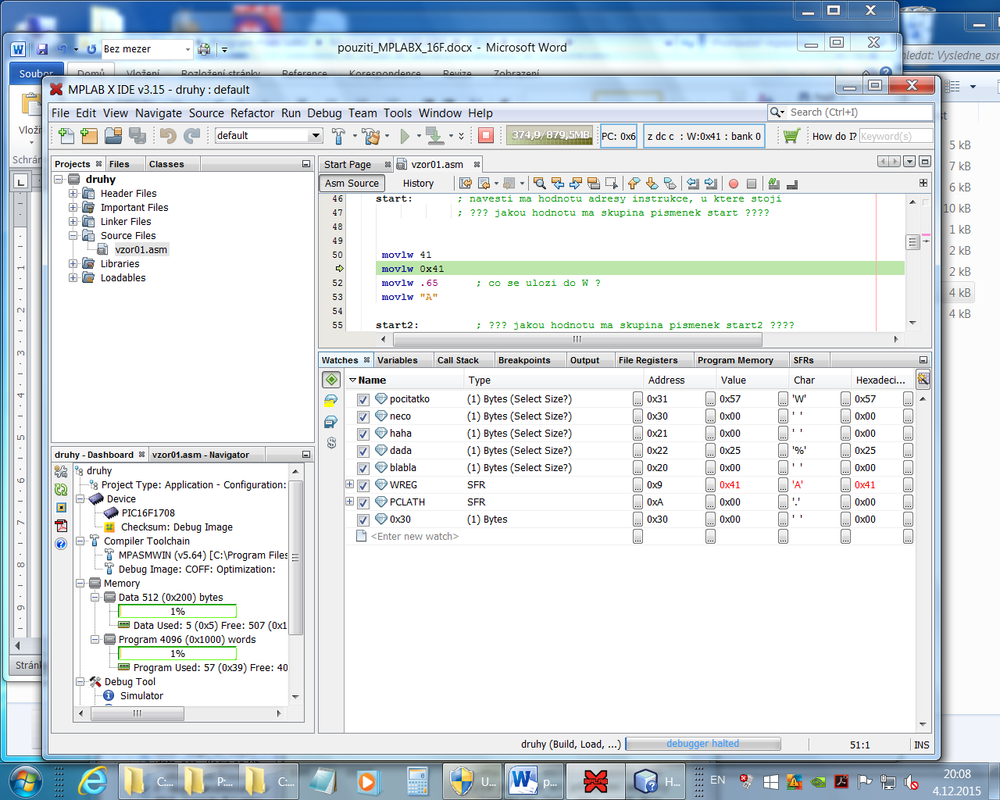 Bez mezer
pouziti_MPLABX_16F.docx - Microsoft Word
hledat: Vysledne_asm
Soubor
Domů Vložení Rozložení stránky Reference Korespondence Revize Zobrazení
MPLAB X IDE v3.15 - druhy : default
File Edit View Navigate Source Refactor Run Debug Team Tools Window Help
Search (Ctrl+I)
Vloži
default
374,9/879,5MB
PC: 0x6
z dc c : W:0x41 : bank 0
How do I?
Keyword(s)
Schrán
Projects Files Classes
Start Page vzor01.asm
Asm Source History
druhy
Header Files
Important Files
Linker Files
Source Files
vzor01.asm
Libraries
Loadables
46 start: ; navesti ma hodnotu adresy instrukce, u ktere stoji
47 ; ??? jakou hodnotu ma skupina pismenek start ????
48
49
50 movlw 41
movlw 0x41
52 movlw .65 ; co se ulozi do W ?
53 movlw "A"
54
55 start2: ; ??? jakou hodnotu ma skupina pismenek start2 ????
5 kB
7 kB
6 kB
10 kB
1 kB
2 kB
2 kB
4 kB
4 kB
Watches Variables Call Stack Breakpoints Output File Registers Program Memory SFRs
Name Type Address Value Char Hexadeci...
pocitatko (1) Bytes (Select Size?) ... 0x31 ... 0x57 ... 'W' ... 0x57 ...
neco (1) Bytes (Select Size?) ... 0x30 ... 0x00 ... ' ' ... 0x00 ...
haha (1) Bytes (Select Size?) ... 0x21 ... 0x00 ... ' ' ... 0x00 ...
dada (1) Bytes (Select Size?) ... 0x22 ... 0x25 ... '%' ... 0x25 ...
blabla (1) Bytes (Select Size?) ... 0x20 ... 0x00 ... ' ' ... 0x00 ...
WREG SFR ... 0x9 ... 0x41 ... 'A' ... 0x41 ...
PCLATH SFR ... 0xA ... 0x00 ... '.' ... 0x00 ...
0x30 (1) Bytes ... 0x30 ... 0x00 ... ' ' ... 0x00 ...
<Enter new watch> ... ... ... ...
druhy - Dashboard vzor01.asm - Navigator
druhy
Project Type: Application - Configuration:
Device
PIC16F1708
Checksum: Debug Image
Compiler Toolchain
MPASMWIN (v5.64) [C:\Program Files
Debug Image: COFF: Optimization:
Memory
Data 512 (0x200) bytes
1%
Data Used: 5 (0x5) Free: 507 (0x1
Program 4096 (0x1000) words
1%
Program Used: 57 (0x39) Free: 40
Debug Tool
Simulator
Stránk
druhy (Build, Load, ...) debugger halted
51:1 INS
C:... P:... C:... U... p... H...
EN
20:08
4.12.2015